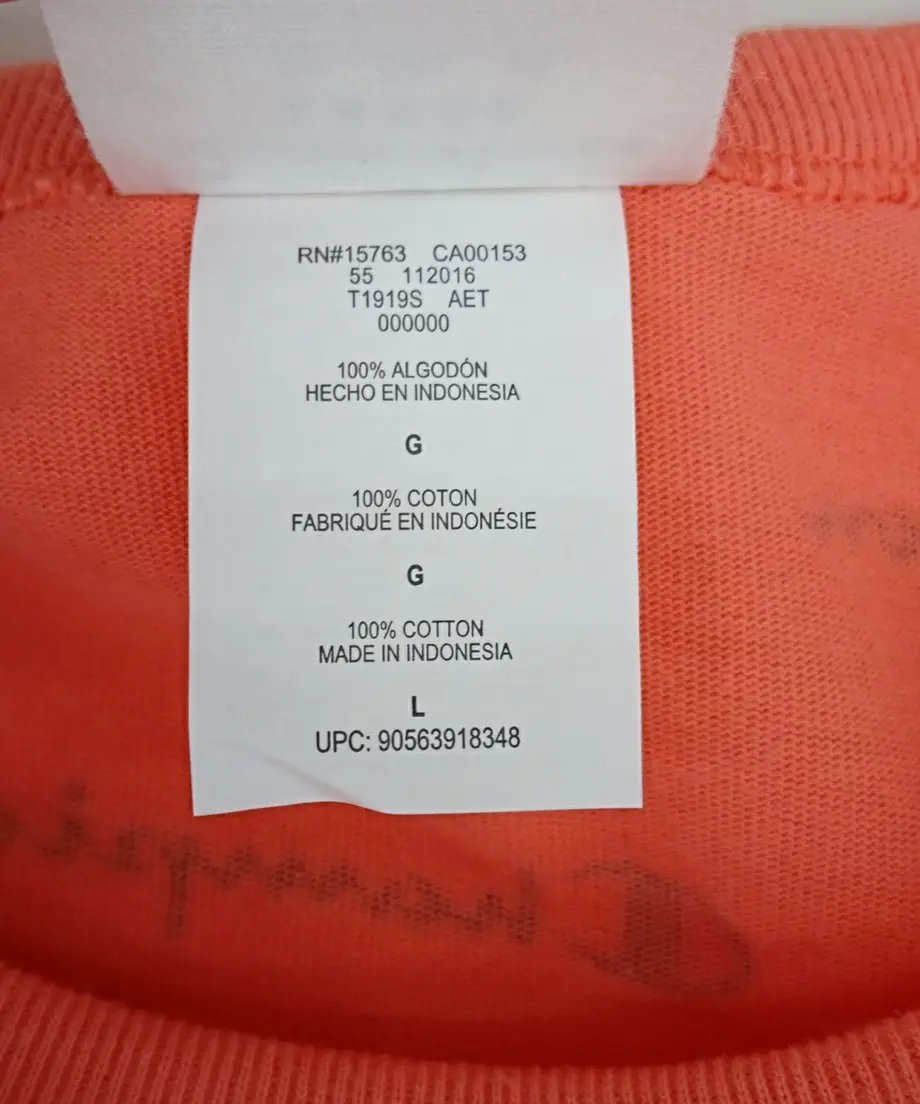 RN#15763 CA00153
55 112016
T1919S AET
000000
100% ALGODÓN
HECHO EN INDONESIA
G
100% COTON
FABRIQUÉ EN INDONÉSIE
G
100% COTTON
MADE IN INDONESIA
L
UPC: 90563918348